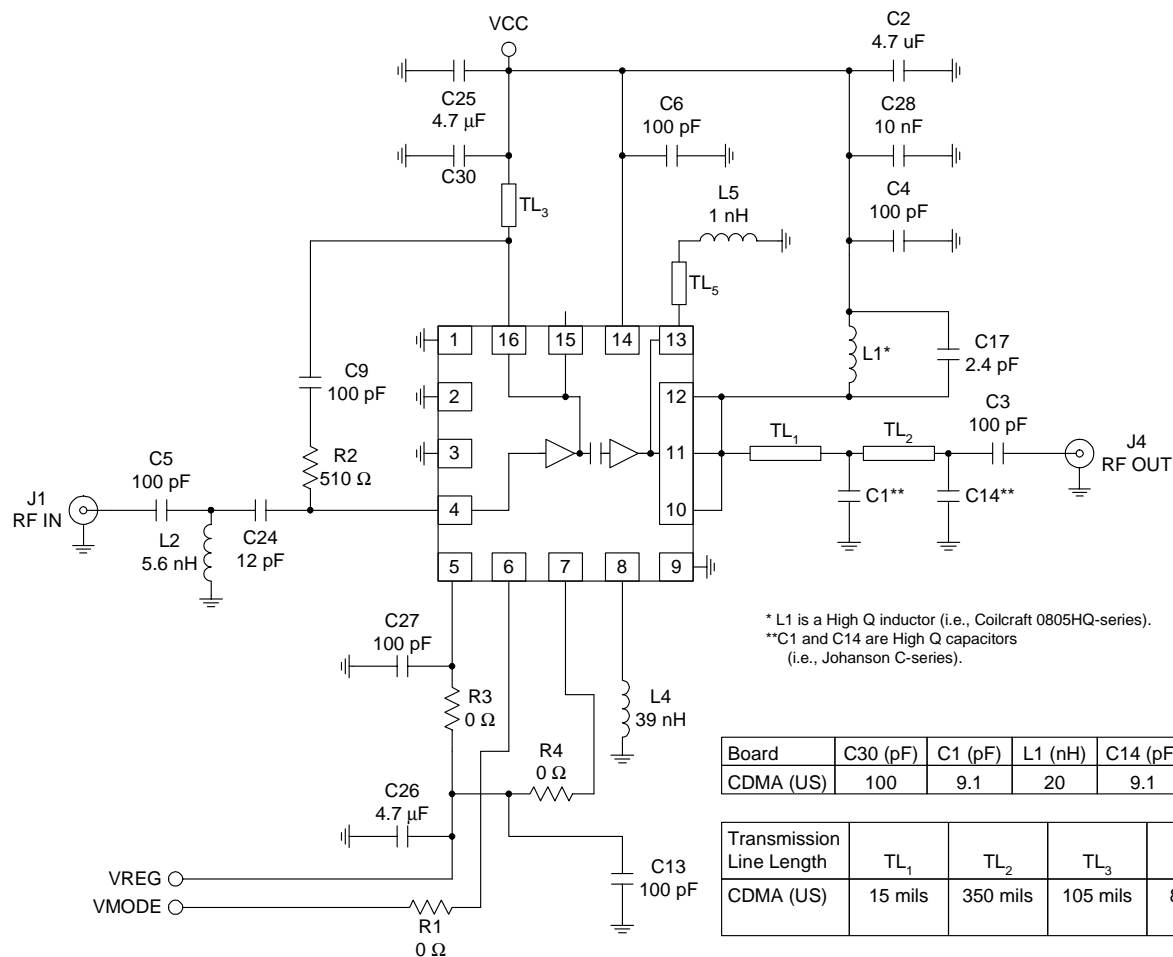 VCC
C2
4.7 uF
C25
4.7 μF
C6
100 pF
C28
10 nF
C30
L5
1 nH
C4
100 pF
TL3
TL5
1
16
15
14
13
L1*
C17
2.4 pF
C9
100 pF
2
12
C3
100 pF
TL1
TL2
3
11
J4
RF OUT
R2
510 Ω
C5
100 pF
J1
RF IN
4
10
C1**
C14**
L2
5.6 nH
C24
12 pF
5
6
7
8
9
* L1 is a High Q inductor (i.e., Coilcraft 0805HQ-series).
**C1 and C14 are High Q capacitors
(i.e., Johanson C-series).
C27
100 pF
R3
0 Ω
L4
39 nH
R4
0 Ω
C26
4.7 μF
C13
100 pF
VREG
VMODE
R1
0 Ω
Board C30 (pF) C1 (pF) L1 (nH) C14 (pF
CDMA (US) 100 9.1 20 9.1
Transmission
Line Length TL1 TL2 TL3
CDMA (US) 15 mils 350 mils 105 mils